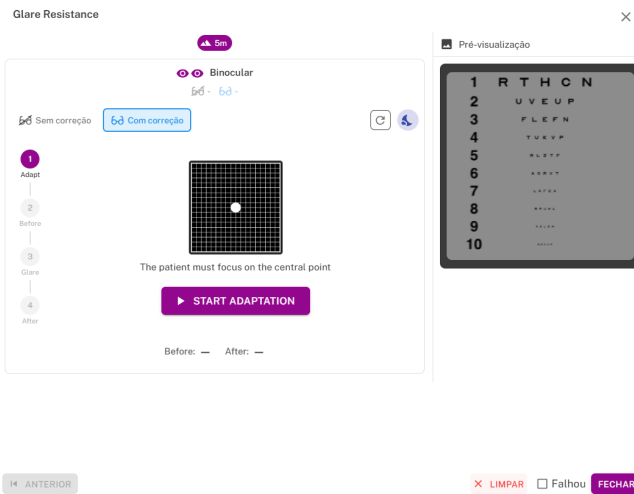 Glare Resistance
5m
Pré-visualização
Binocular
- -
Sem correção Com correção
1
Adapt
2
Before
3
Glare
4
After
The patient must focus on the central point
START ADAPTATION
Before: — After: —
1 R T H C N
2 U V E U P
3 F L E F N
4 T U E V P
5
6
7
8
9
10
ANTERIOR
LIMPAR Falhou FECHAR